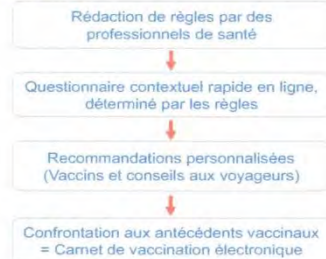 Rédaction de règles par des
professionnels de santé
Questionnaire contextuel rapide en ligne,
déterminé par les règles
Recommandations personnalisées
(Vaccins et conseils aux voyageurs)
Confrontation aux antécédents vaccinaux
= Carnet de vaccination électronique